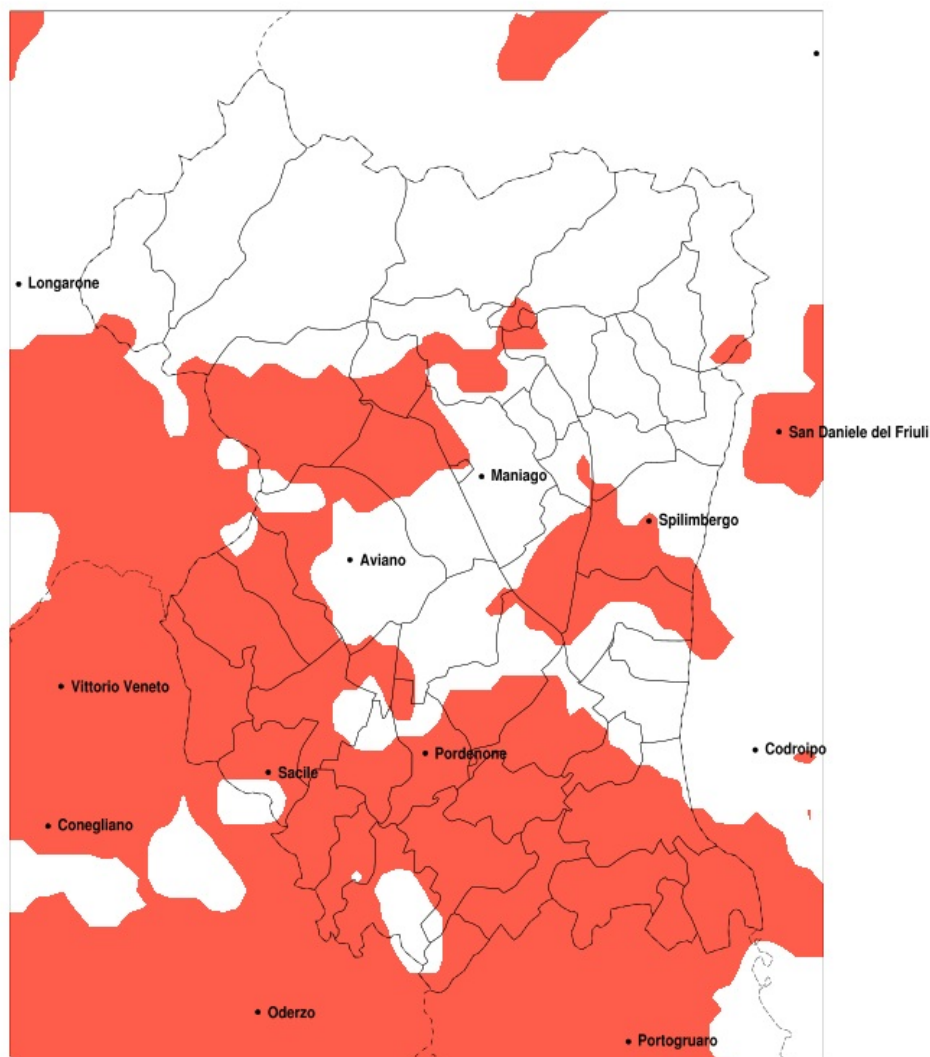 Longarone
San Daniele del Friuli
Maniago
Spilimbergo
Aviano
Vittorio Veneto
Codroipo
Pordenone
Sacile
Conegliano
Oderzo
Portogruaro